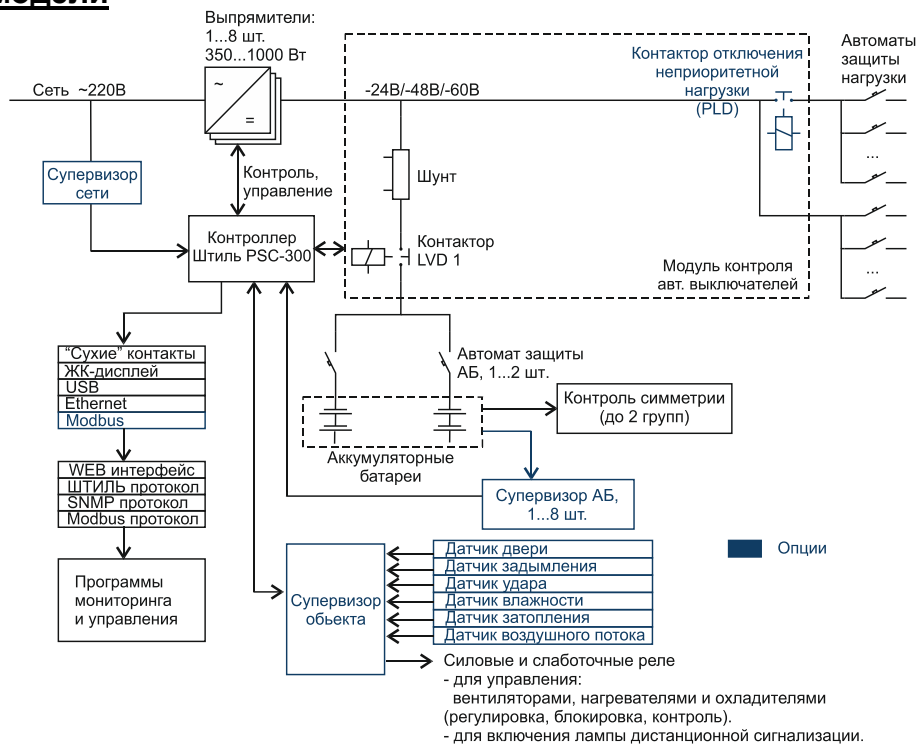 Выпрямители:
1...8 шт.
350...1000 Вт
Контактор отключения
неприоритетной
нагрузки
(PLD)
Автоматы
защиты
нагрузки
Сеть ~220В
~
=
-24В/-48В/-60В
...
Супервизор
сети
Контроль,
управление
Шунт
Контроллер
Штиль PSC-300
Контактор
LVD 1
Модуль контроля
авт. выключателей
...
"Сухие" контакты
ЖК-дисплей
USB
Ethernet
Modbus
Автомат защиты
АБ, 1...2 шт.
Контроль симметрии
(до 2 групп)
Аккумуляторные
батареи
WEB интерфейс
ШТИЛЬ протокол
SNMP протокол
Modbus протокол
Супервизор АБ,
1...8 шт.
Программы
мониторинга
и управления
Супервизор
обьекта
Датчик двери
Датчик задымления
Датчик удара
Датчик влажности
Датчик затопления
Датчик воздушного потока
Опции
Силовые и слаботочные реле
- для управления:
вентиляторами, нагревателями и охладителями
(регулировка, блокировка, контроль).
- для включения лампы дистанционной сигнализации.